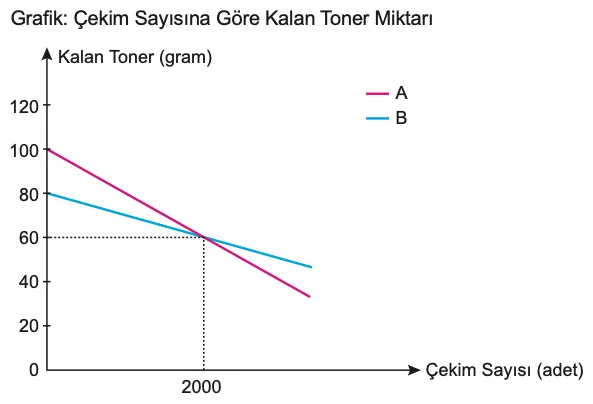 Grafik: Çekim Sayısına Göre Kalan Toner Miktarı
Kalan Toner (gram)
A
B
120
100
80
60
40
20
0
2000
Çekim Sayısı (adet)